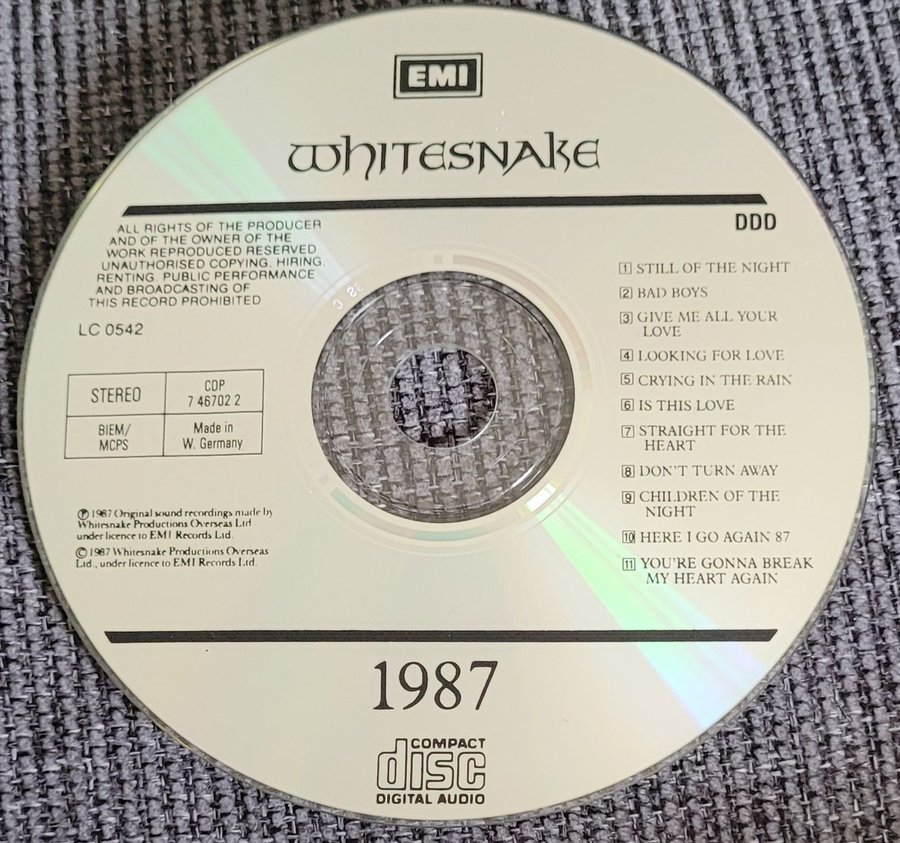 EMI
WHITESNAKE
DDD
ALL RIGHTS OF THE PRODUCER
AND OF THE OWNER OF THE
WORK REPRODUCED RESERVED
UNAUTHORISED COPYING, HIRING,
RENTING, PUBLIC PERFORMANCE
AND BROADCASTING OF
THIS RECORD PROHIBITED
LC 0542
STEREO
CDP
7 46702 2
BIEM/
MCPS
Made in
W. Germany
℗ 1987 Original sound recordings made by
Whitesnake Productions Overseas Ltd
under licence to EMI Records Ltd.
© 1987 Whitesnake Productions Overseas
Ltd., under licence to EMI Records Ltd.
1 STILL OF THE NIGHT
2 BAD BOYS
3 GIVE ME ALL YOUR
LOVE
4 LOOKING FOR LOVE
5 CRYING IN THE RAIN
6 IS THIS LOVE
7 STRAIGHT FOR THE
HEART
8 DON'T TURN AWAY
9 CHILDREN OF THE
NIGHT
10 HERE I GO AGAIN 87
11 YOU'RE GONNA BREAK
MY HEART AGAIN
1987
COMPACT
disc
DIGITAL AUDIO